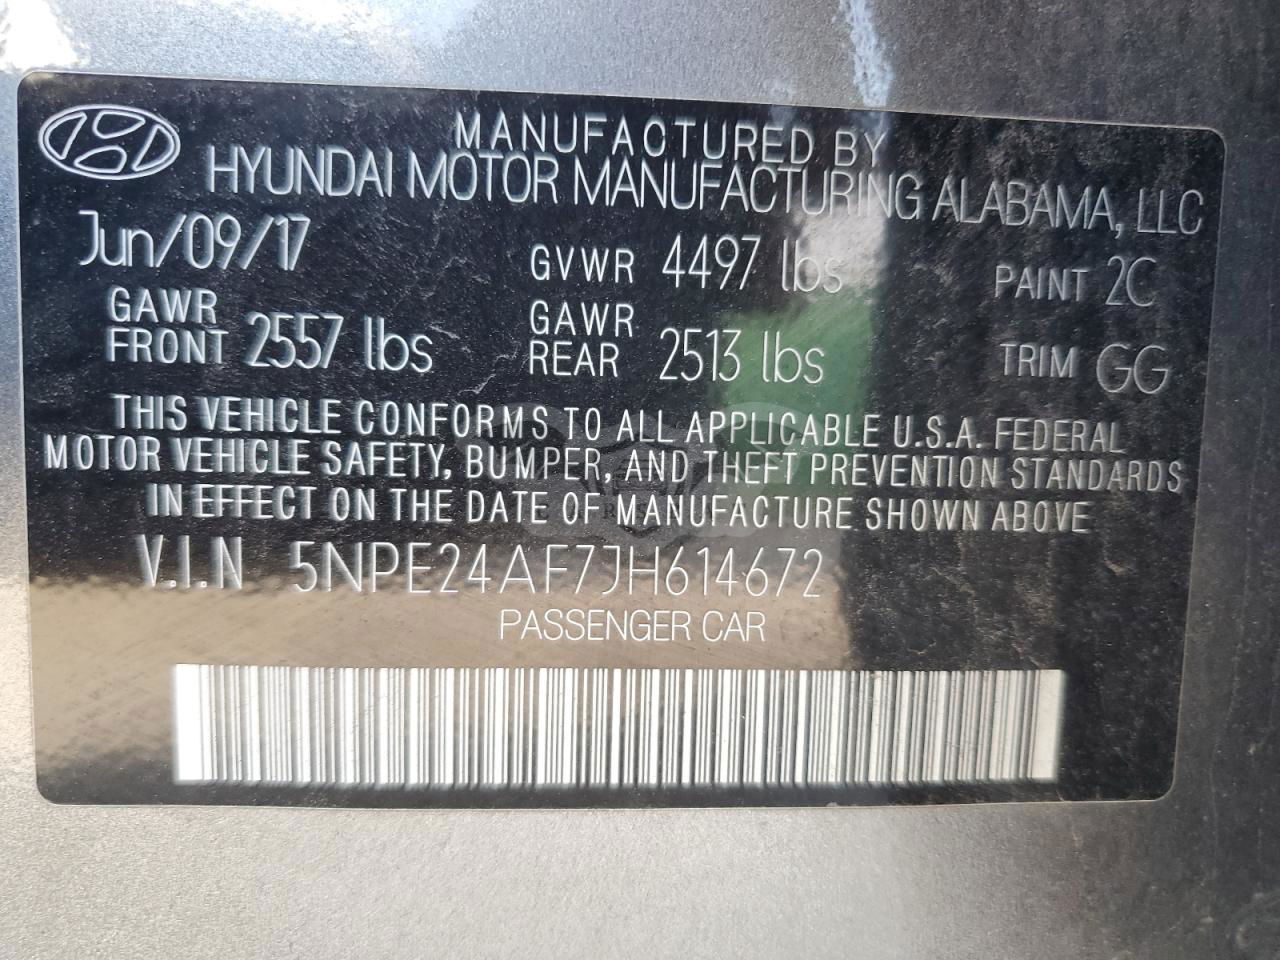 MANUFACTURED BY
HYUNDAI MOTOR MANUFACTURING ALABAMA, LLC
Jun/09/17 GVWR 4497 lbs PAINT 2C
GAWR FRONT 2557 lbs GAWR REAR 2513 lbs TRIM GG
THIS VEHICLE CONFORMS TO ALL APPLICABLE U.S.A. FEDERAL
MOTOR VEHICLE SAFETY, BUMPER, AND THEFT PREVENTION STANDARDS
IN EFFECT ON THE DATE OF MANUFACTURE SHOWN ABOVE
V.I.N 5NPE24AF7JH614672
PASSENGER CAR